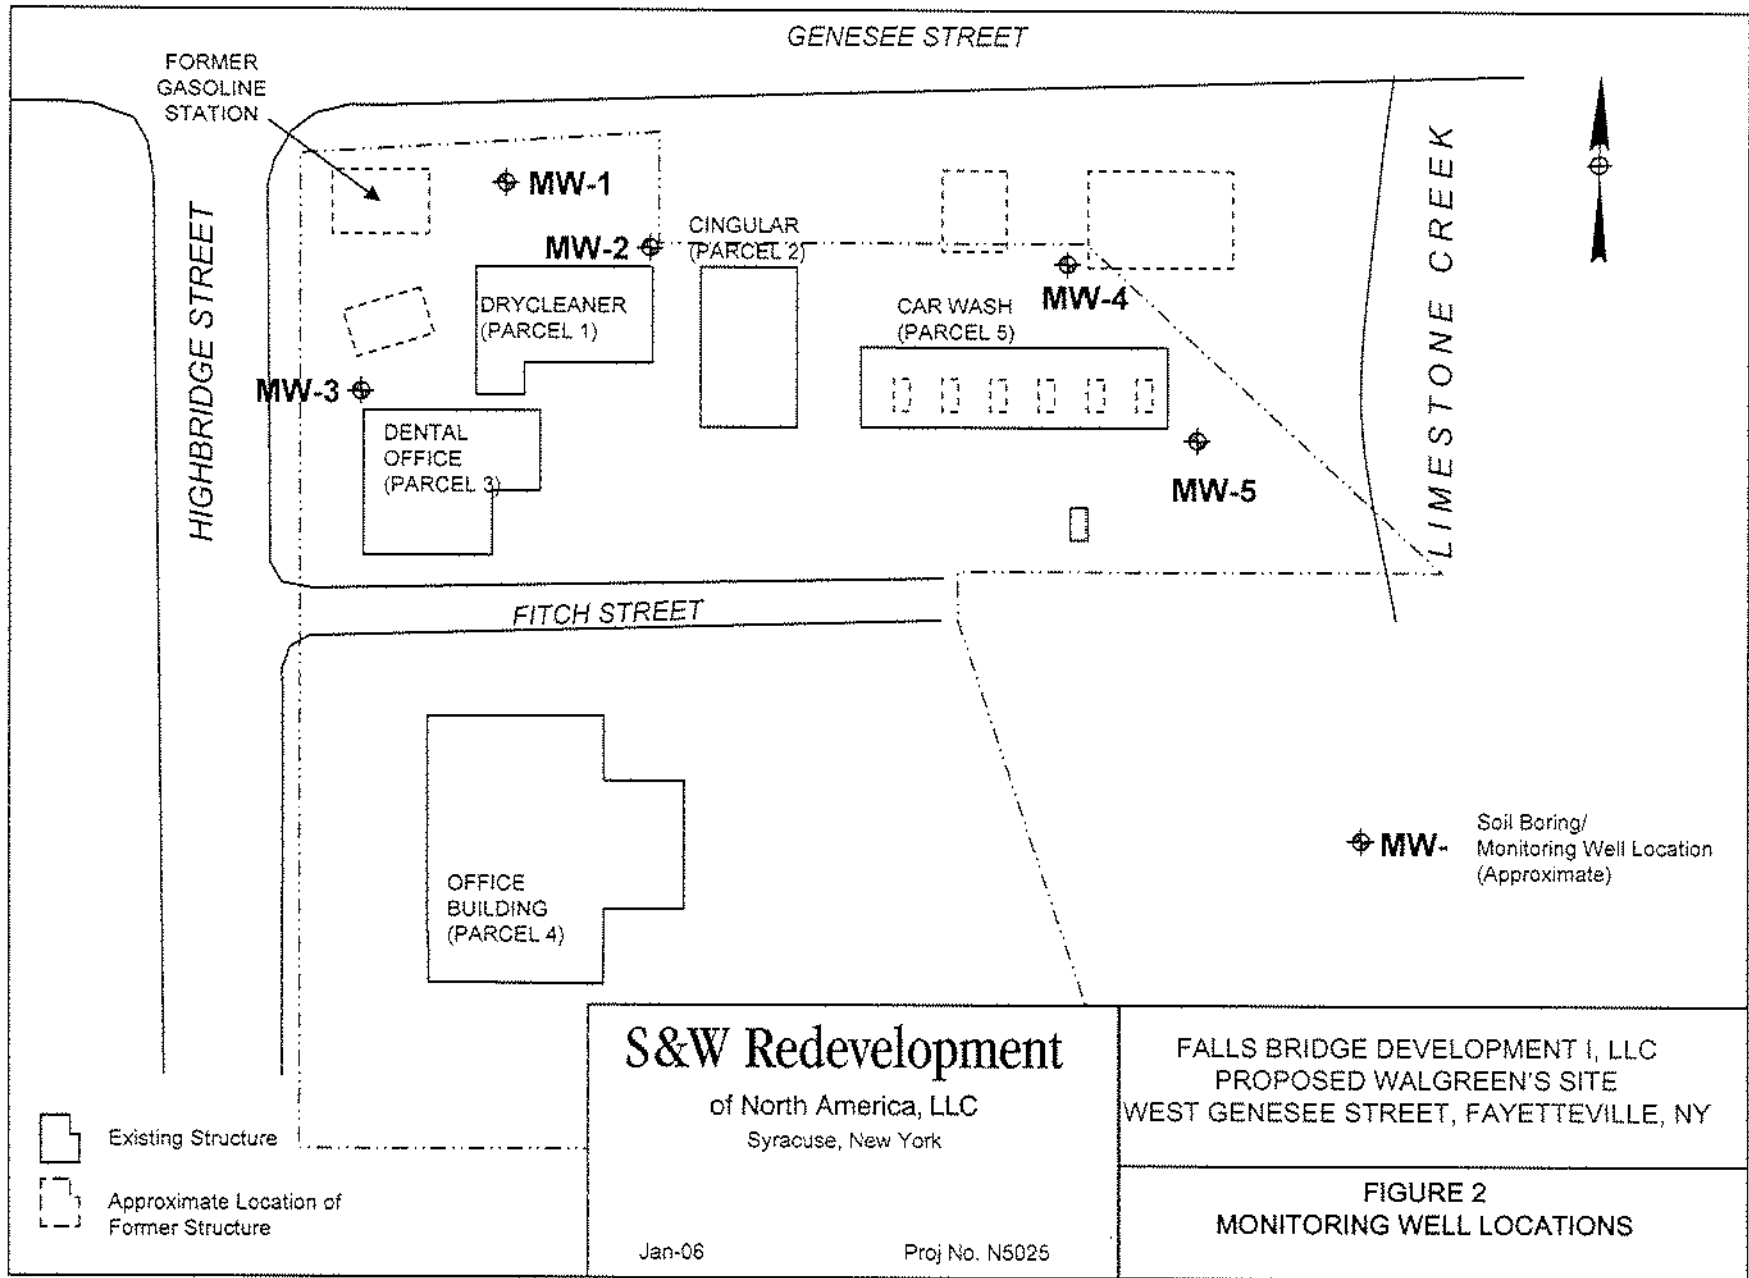 GENESEE STREET
FORMER
GASOLINE
STATION
MW-1
MW-2
CINGULAR
(PARCEL 2)
DRYCLEANER
(PARCEL 1)
MW-3
DENTAL
OFFICE
(PARCEL 3)
CAR WASH
(PARCEL 5)
MW-4
MW-5
HIGHBRIDGE STREET
LIMESTONE CREEK
FITCH STREET
OFFICE
BUILDING
(PARCEL 4)
MW-
Soil Boring/
Monitoring Well Location
(Approximate)
Existing Structure
Approximate Location of
Former Structure
S&W Redevelopment
of North America, LLC
Syracuse, New York
Jan-06
Proj No. N5025
FALLS BRIDGE DEVELOPMENT I, LLC
PROPOSED WALGREEN'S SITE
WEST GENESEE STREET, FAYETTEVILLE, NY
FIGURE 2
MONITORING WELL LOCATIONS